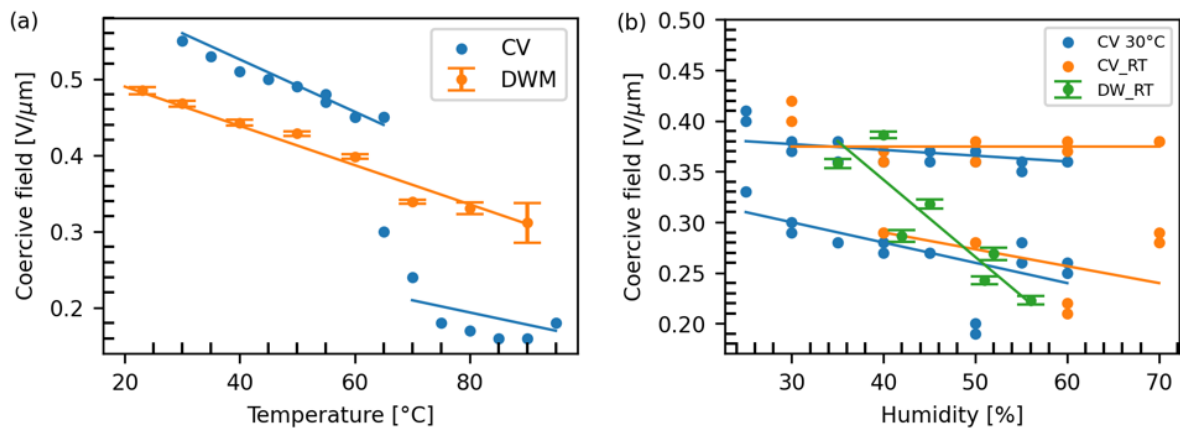 (a)
Coercive field [V/μm]
0.5
0.4
0.3
0.2
CV
DWM
20
40
60
80
Temperature [°C]
(b)
Coercive field [V/μm]
0.50
0.45
0.40
0.35
0.30
0.25
0.20
CV 30°C
CV_RT
DW_RT
30
40
50
60
70
Humidity [%]